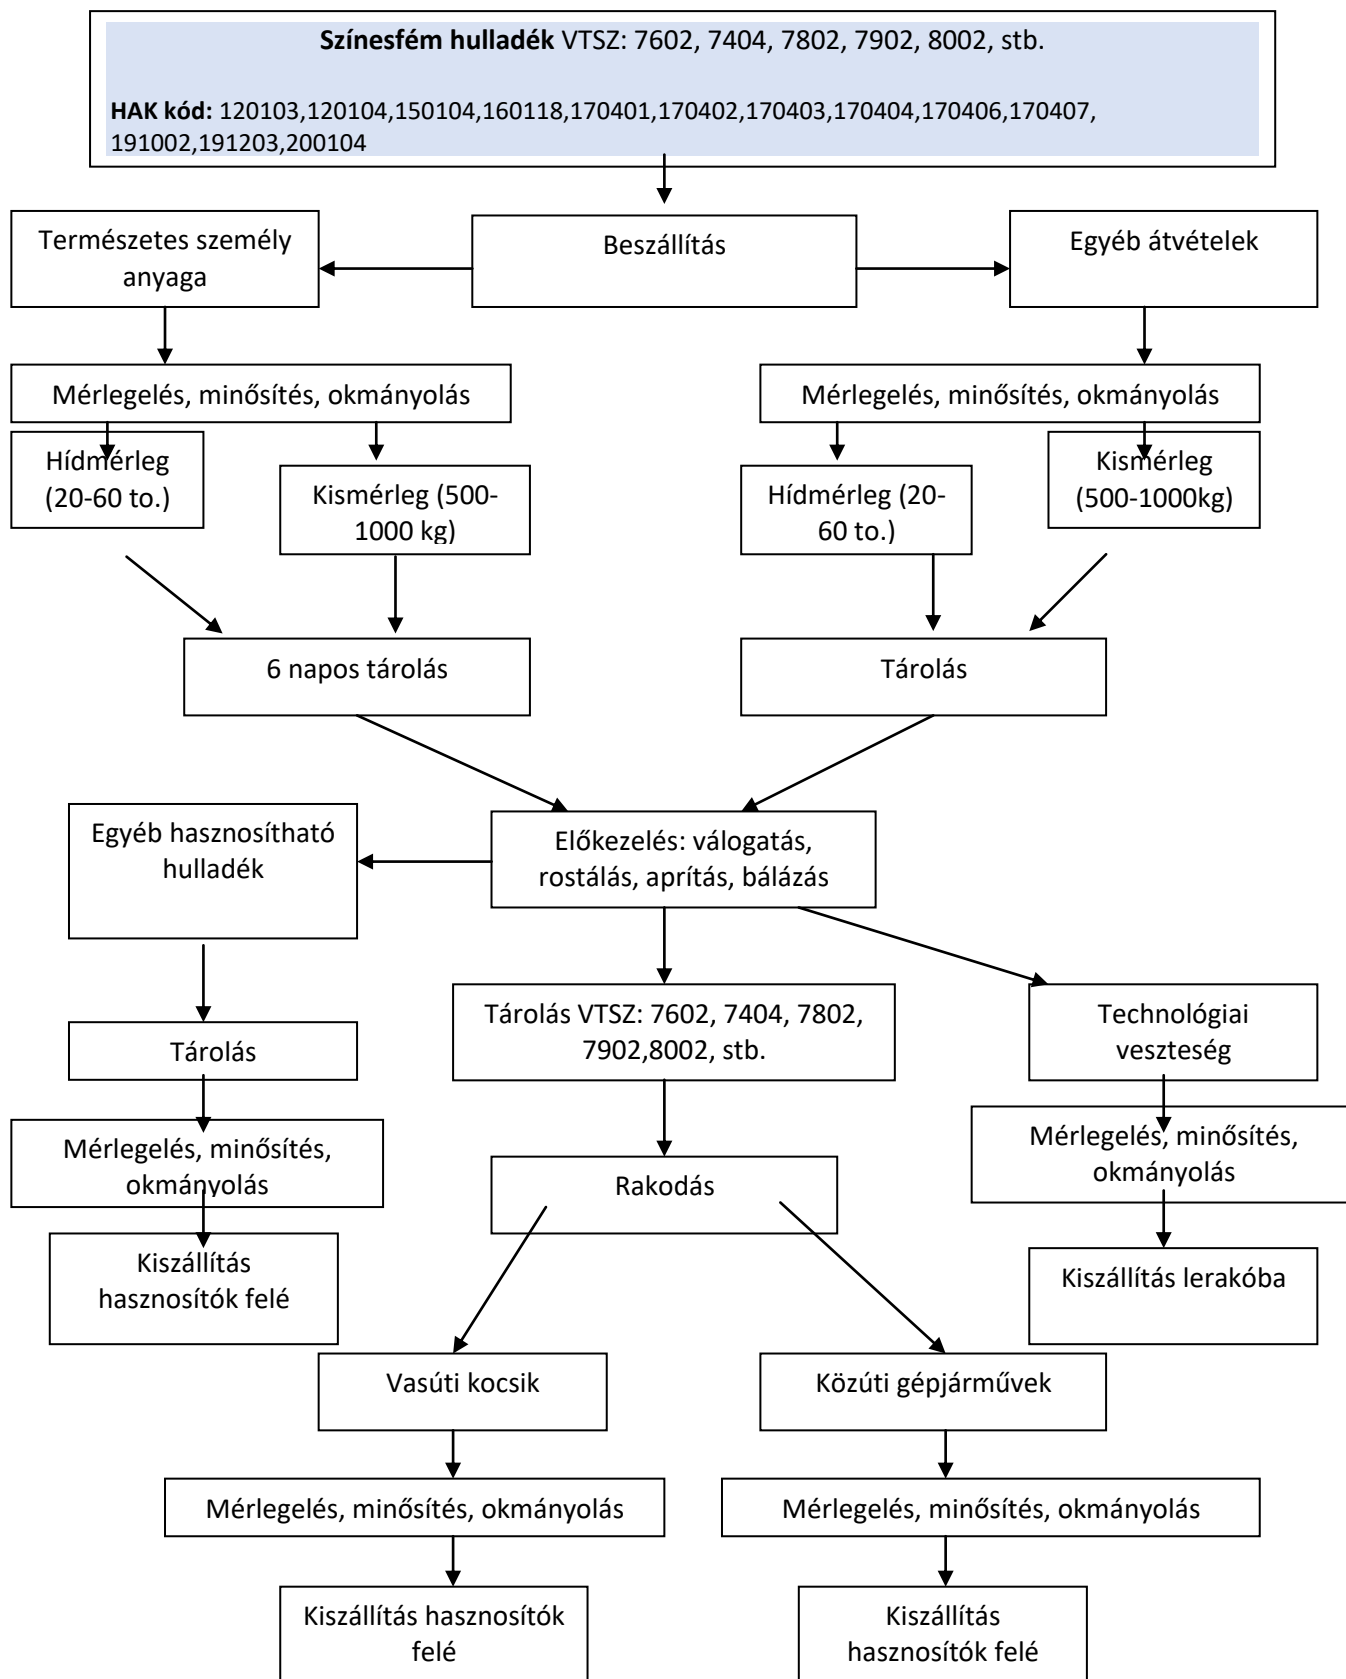 Színesfém hulladék VTSZ: 7602, 7404, 7802, 7902, 8002, stb.
HAK kód: 120103,120104,150104,160118,170401,170402,170403,170404,170406,170407,
191002,191203,200104
Természetes személy
anyaga
Beszállítás
Egyéb átvételek
Mérlegelés, minősítés, okmányolás
Mérlegelés, minősítés, okmányolás
Hídmérleg
(20-60 to.)
Kismérleg (500-
1000 kg)
Hídmérleg (20-
60 to.)
Kismérleg
(500-1000kg)
6 napos tárolás
Tárolás
Egyéb hasznosítható
hulladék
Előkezelés: válogatás,
rostálás, aprítás, bálázás
Tárolás
Tárolás VTSZ: 7602, 7404, 7802,
7902,8002, stb.
Technológiai
veszteség
Mérlegelés, minősítés,
okmányolás
Mérlegelés, minősítés,
okmányolás
Rakodás
Kiszállítás
hasznosítók felé
Kiszállítás lerakóba
Vasúti kocsik
Közúti gépjárművek
Mérlegelés, minősítés, okmányolás
Mérlegelés, minősítés, okmányolás
Kiszállítás hasznosítók
felé
Kiszállítás
hasznosítók felé